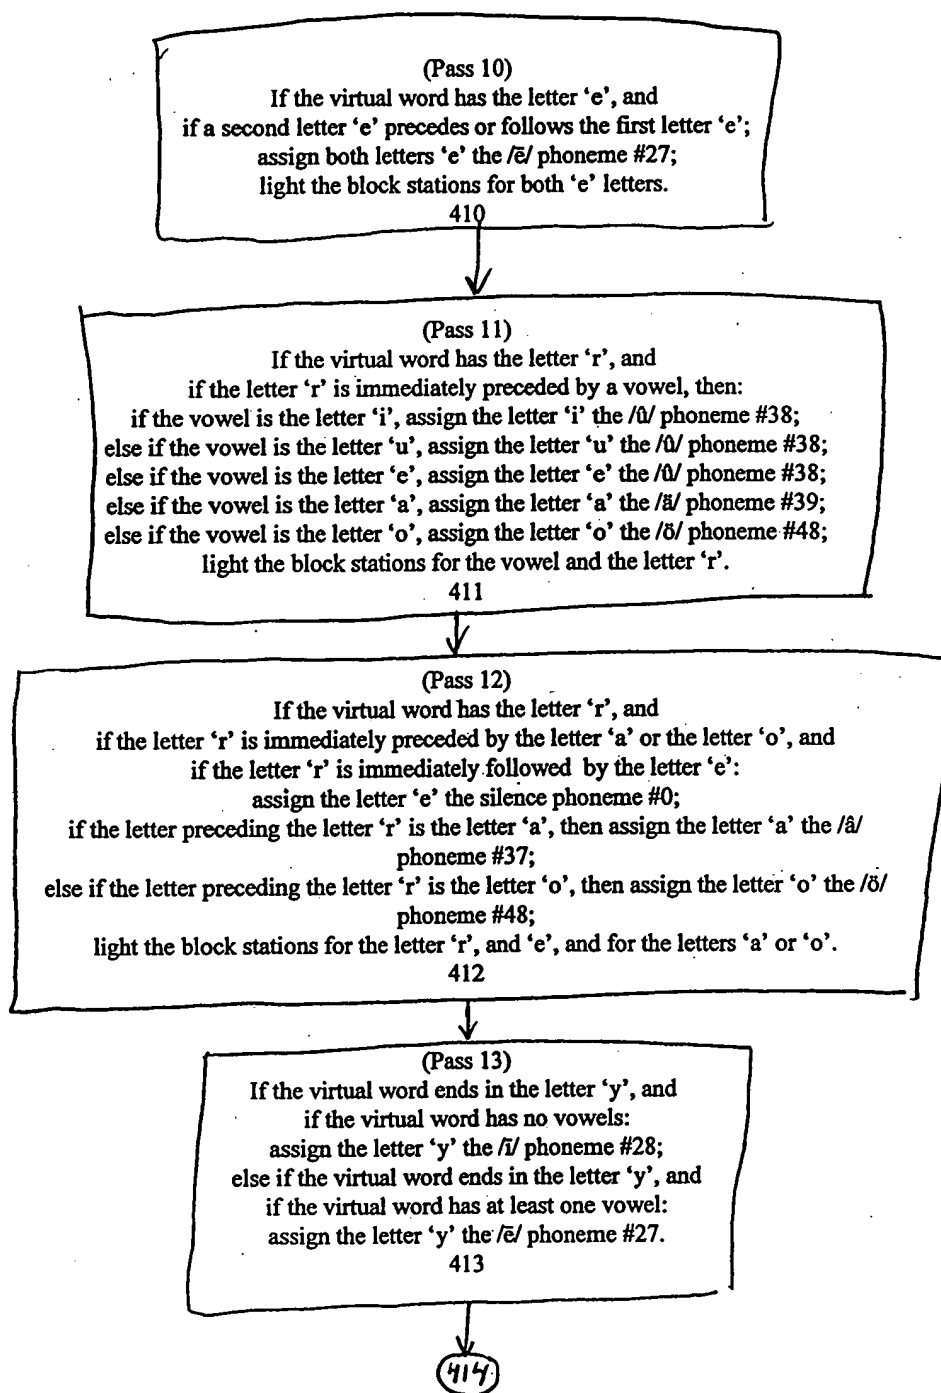 (Pass 10)
If the virtual word has the letter ‘e’, and
if a second letter ‘e’ precedes or follows the first letter ‘e’;
assign both letters ‘e’ the /ē/ phoneme #27;
light the block stations for both ‘e’ letters.
410
(Pass 11)
If the virtual word has the letter ‘r’, and
if the letter ‘r’ is immediately preceded by a vowel, then:
if the vowel is the letter ‘i’, assign the letter ‘i’ the /û/ phoneme #38;
else if the vowel is the letter ‘u’, assign the letter ‘u’ the /û/ phoneme #38;
else if the vowel is the letter ‘e’, assign the letter ‘e’ the /û/ phoneme #38;
else if the vowel is the letter ‘a’, assign the letter ‘a’ the /ä/ phoneme #39;
else if the vowel is the letter ‘o’, assign the letter ‘o’ the /ö/ phoneme #48;
light the block stations for the vowel and the letter ‘r’.
411
(Pass 12)
If the virtual word has the letter ‘r’, and
if the letter ‘r’ is immediately preceded by the letter ‘a’ or the letter ‘o’, and
if the letter ‘r’ is immediately followed by the letter ‘e’:
assign the letter ‘e’ the silence phoneme #0;
if the letter preceding the letter ‘r’ is the letter ‘a’, then assign the letter ‘a’ the /â/
phoneme #37;
else if the letter preceding the letter ‘r’ is the letter ‘o’, then assign the letter ‘o’ the /ö/
phoneme #48;
light the block stations for the letter ‘r’, and ‘e’, and for the letters ‘a’ or ‘o’.
412
(Pass 13)
If the virtual word ends in the letter ‘y’, and
if the virtual word has no vowels:
assign the letter ‘y’ the /ī/ phoneme #28;
else if the virtual word ends in the letter ‘y’, and
if the virtual word has at least one vowel:
assign the letter ‘y’ the /ē/ phoneme #27.
413
414